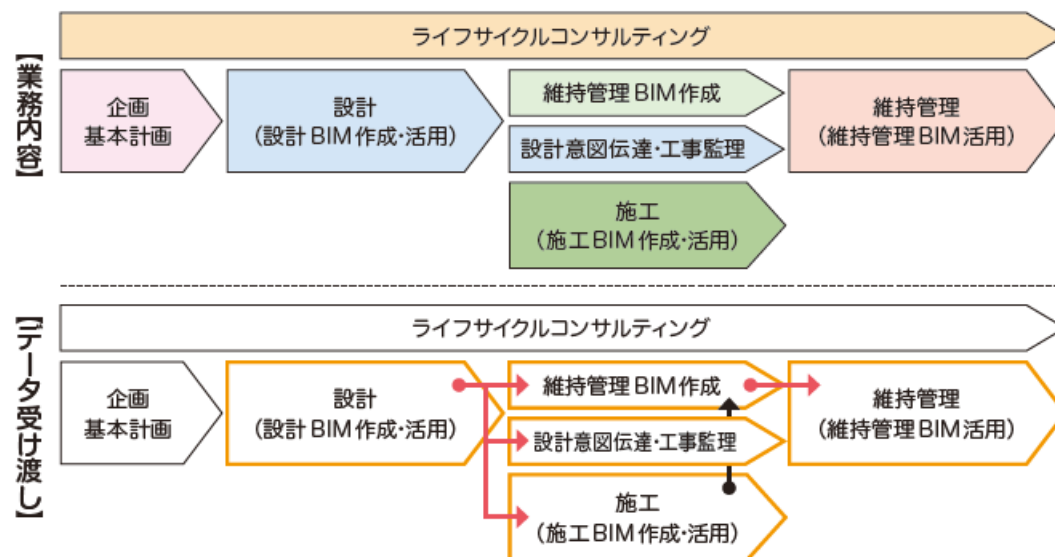 【業務内容】
ライフサイクルコンサルティング
企画
基本計画
設計
(設計BIM作成・活用)
維持管理BIM作成
設計意図伝達・工事監理
施工
(施工BIM作成・活用)
維持管理
(維持管理BIM活用)
【データ受け渡し】
ライフサイクルコンサルティング
企画
基本計画
設計
(設計BIM作成・活用)
維持管理BIM作成
設計意図伝達・工事監理
施工
(施工BIM作成・活用)
維持管理
(維持管理BIM活用)